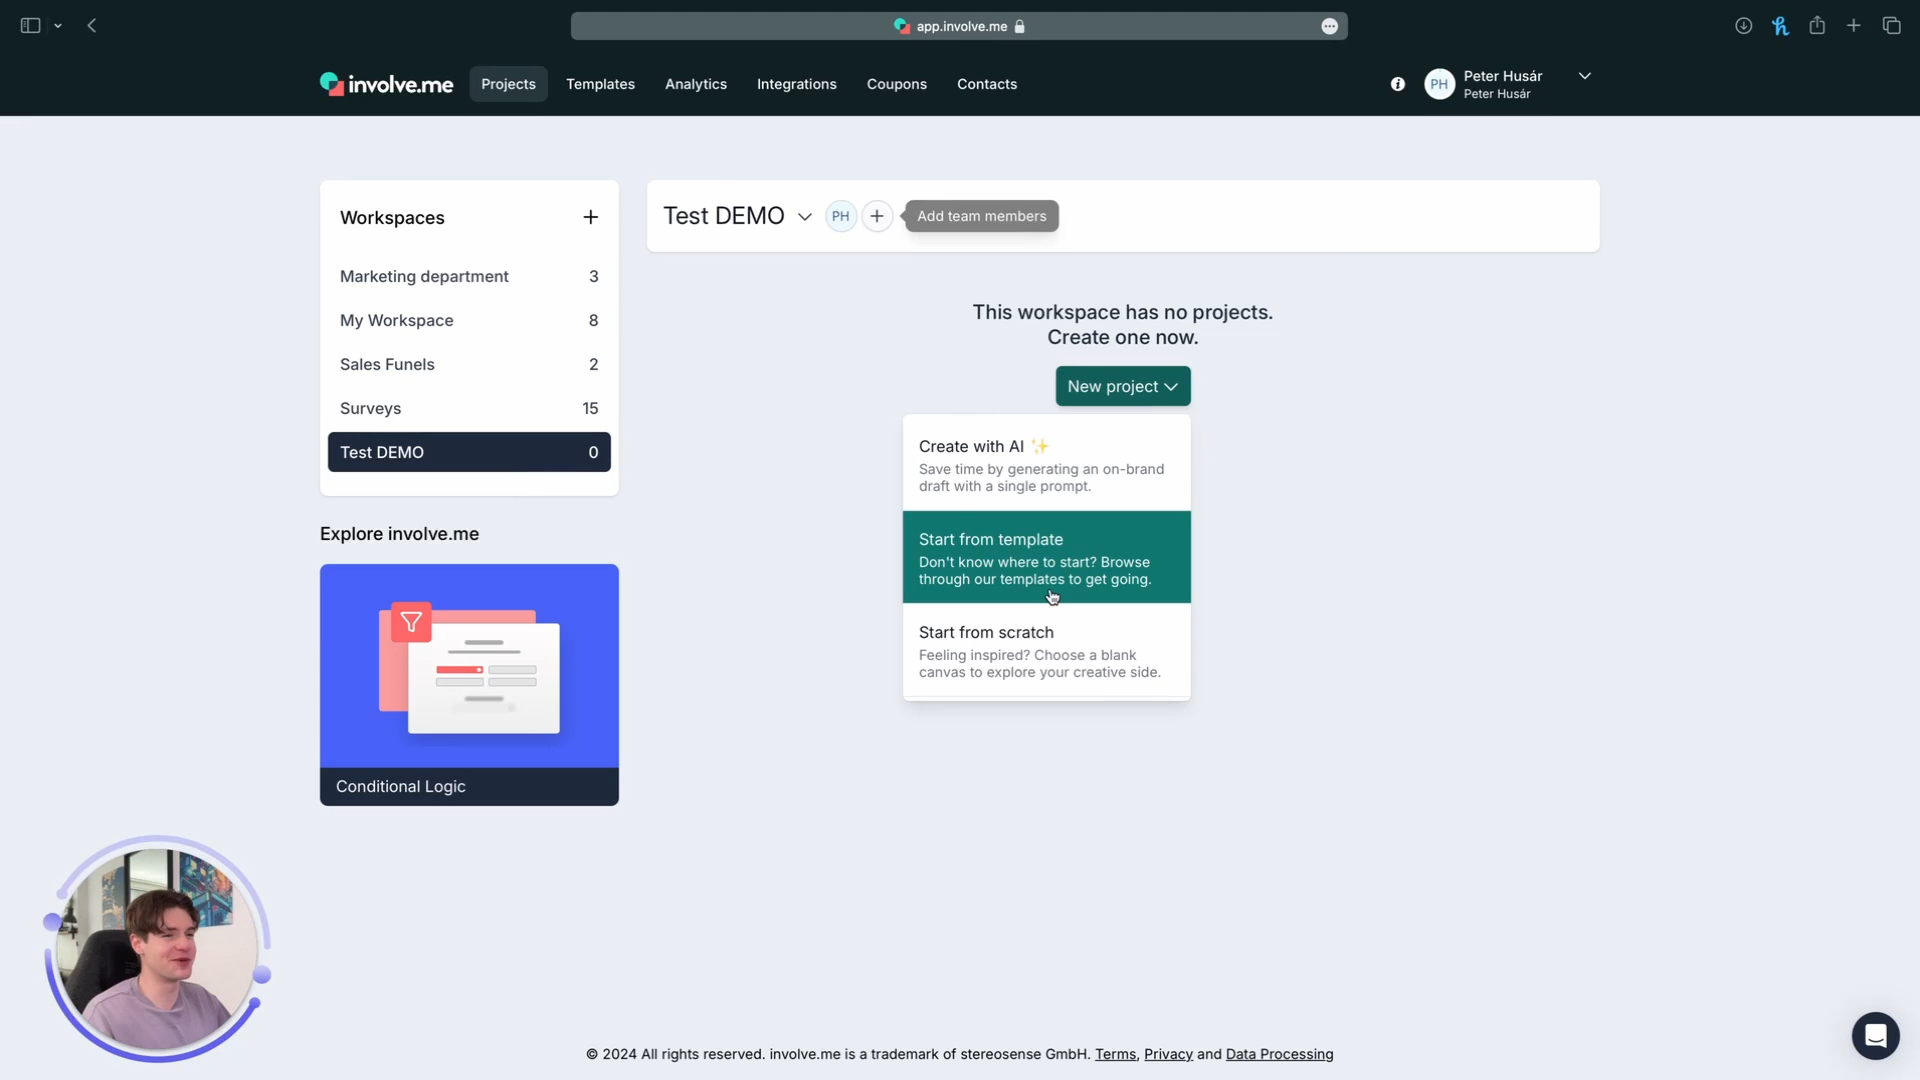 app.involve.me
involve.me
Projects
Templates
Analytics
Integrations
Coupons
Contacts
PH
Peter Husár
Peter Husár
Workspaces
Marketing department 3
My Workspace 8
Sales Funels 2
Surveys 15
Test DEMO 0
Explore involve.me
Conditional Logic
Test DEMO
PH
Add team members
This workspace has no projects.
Create one now.
New project
Create with AI ✨
Save time by generating an on-brand
draft with a single prompt.
Start from template
Don't know where to start? Browse
through our templates to get going.
Start from scratch
Feeling inspired? Choose a blank
canvas to explore your creative side.
© 2024 All rights reserved. involve.me is a trademark of stereosense GmbH. Terms, Privacy and Data Processing